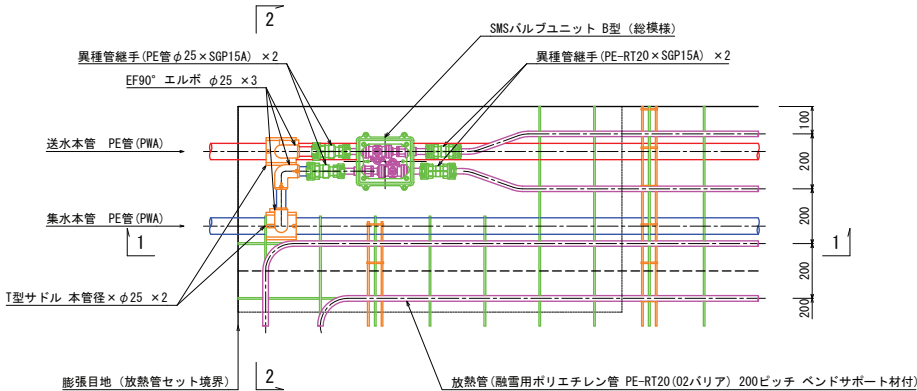 2
SMSバルブユニット B型 (総模様)
異種管継手(PE管φ25×SGP15A) ×2
異種管継手(PE-RT20×SGP15A)×2
EF90° エルボ φ25 ×3
100
送水本管 PE管(PWA)
200
集水本管 PE管(PWA)
200
1
1
200
T型サドル 本管径×φ25 ×2
200
2
膨張目地 (放熱管セット境界)
放熱管(融雪用ポリエチレン管 PE-RT20(O2バリア) 200ピッチ ベンドサポート材付)